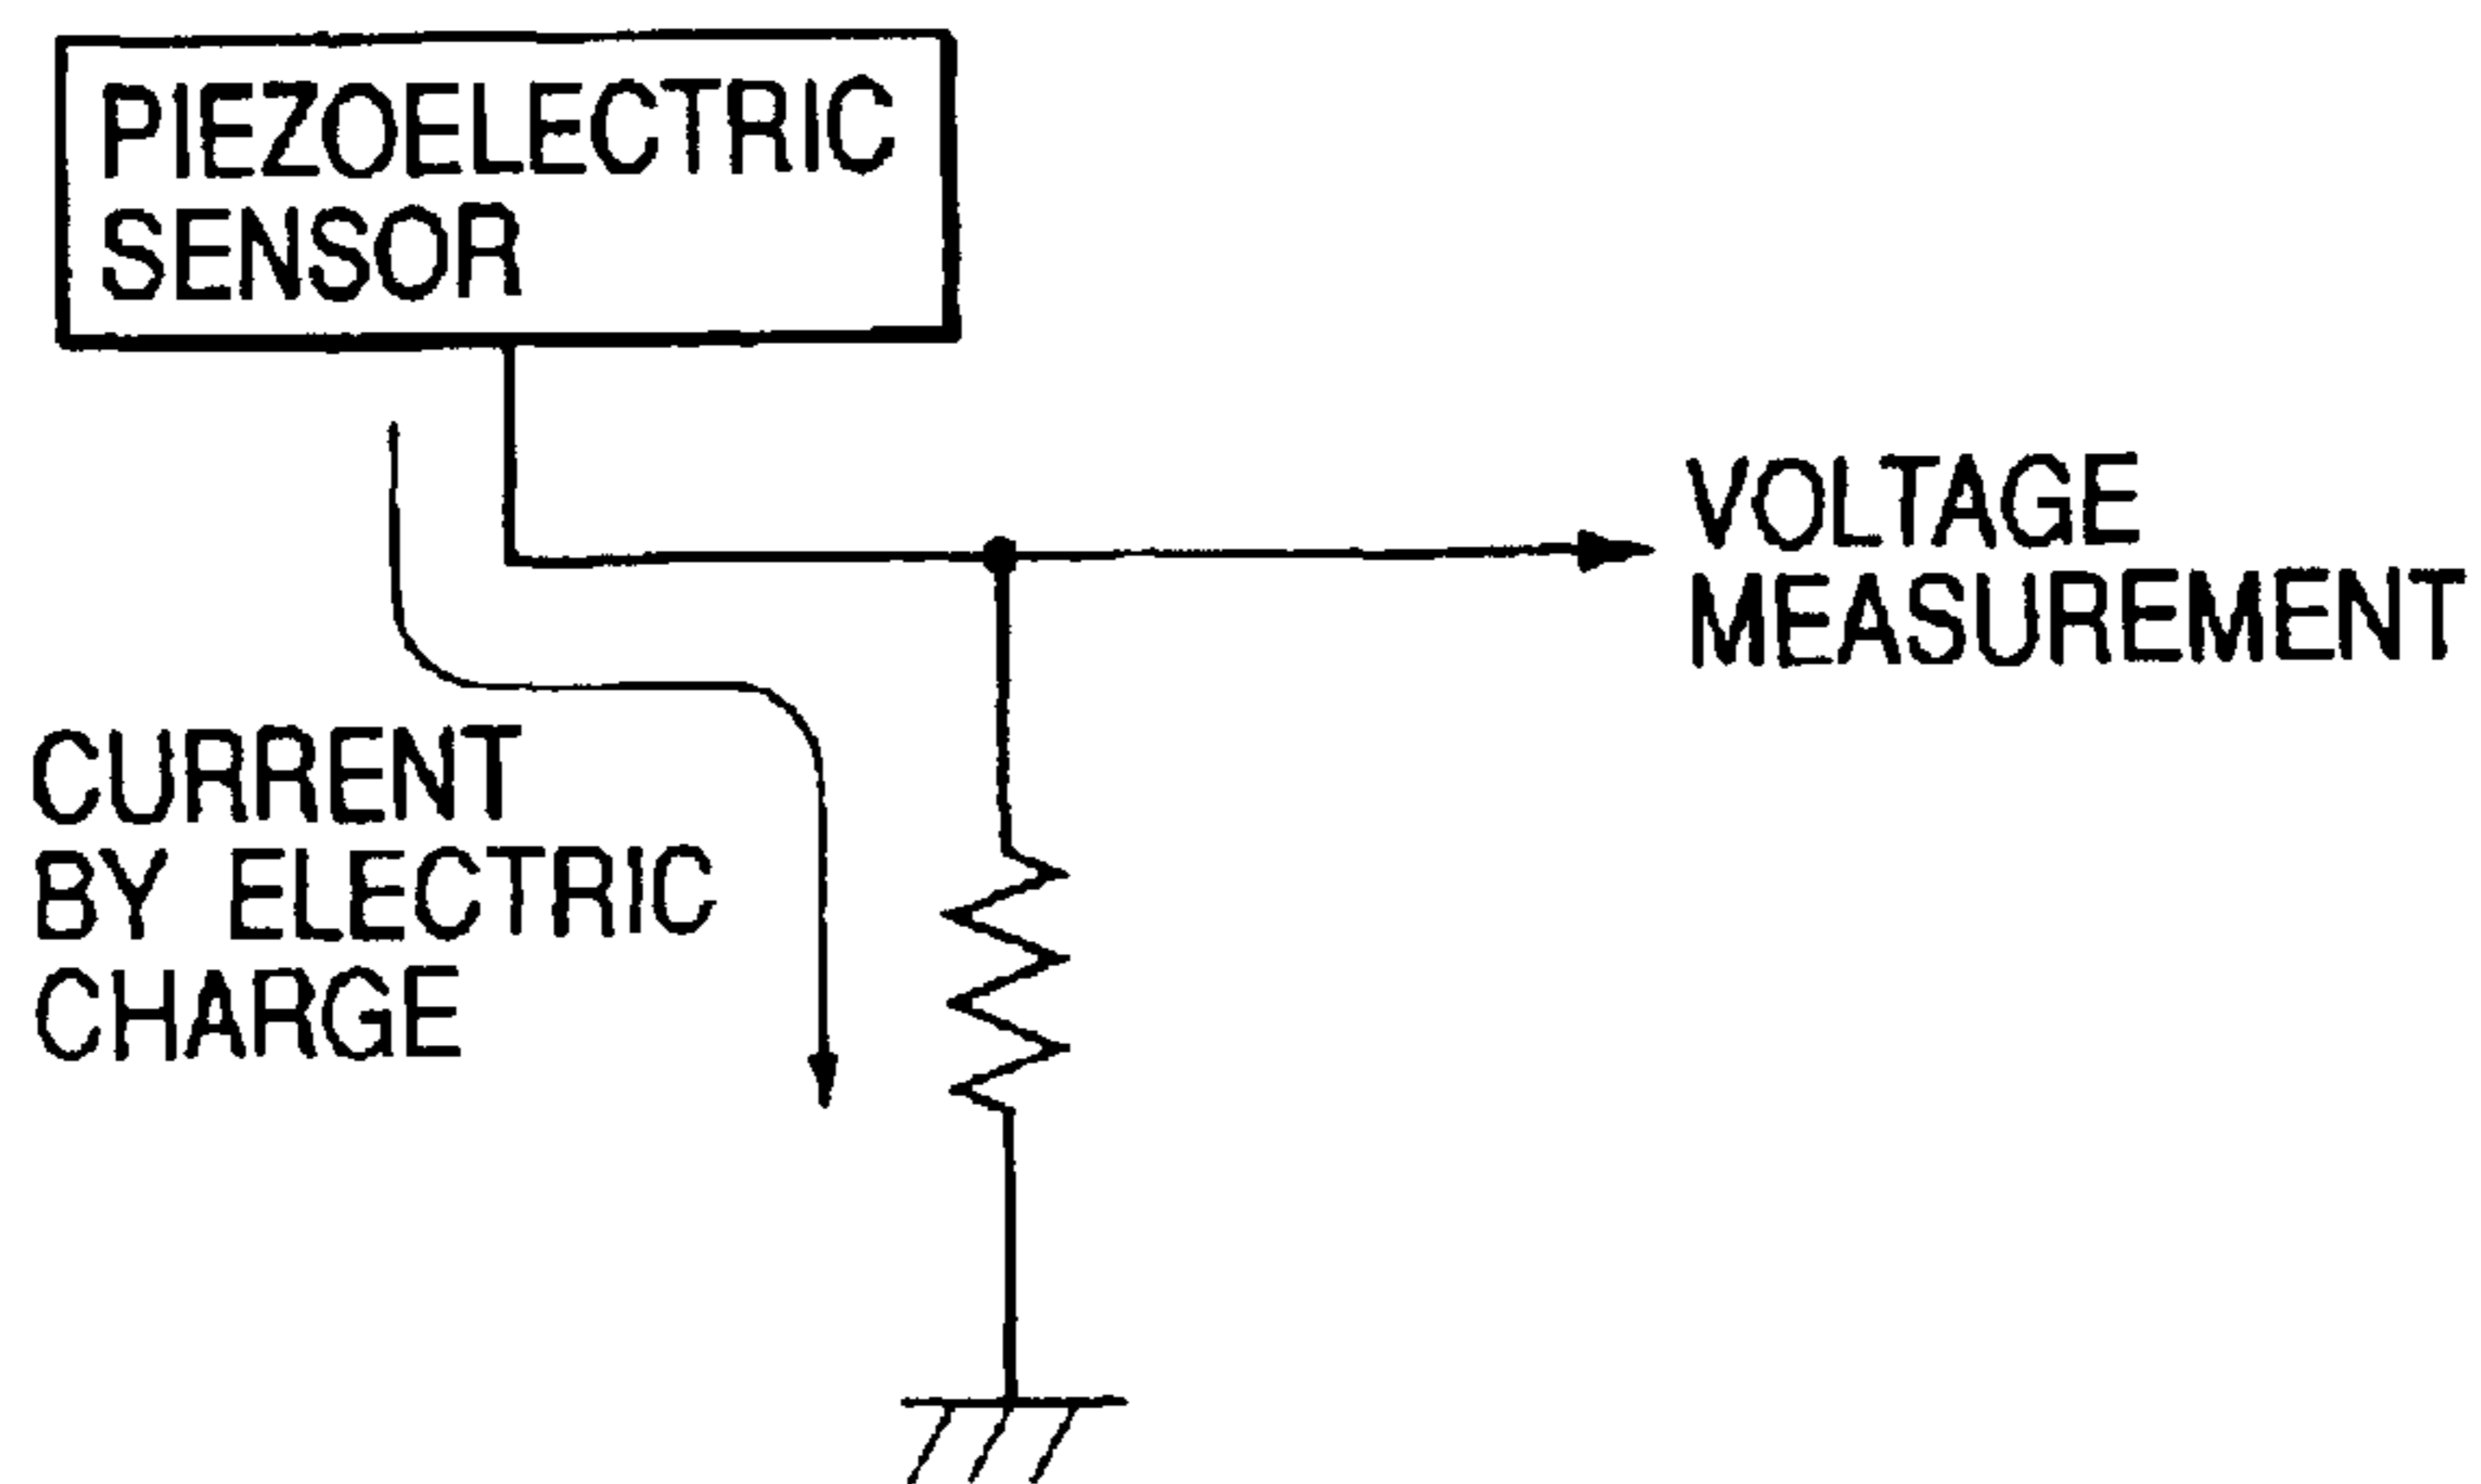 PIEZOELECTRIC
SENSOR
VOLTAGE
MEASUREMENT
CURRENT
BY ELECTRIC
CHARGE